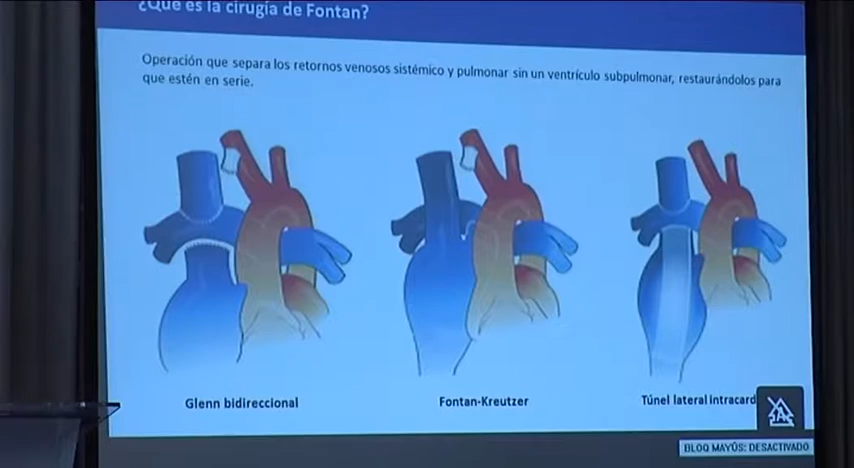 ¿Qué es la cirugía de Fontan?
Operación que separa los retornos venosos sistémico y pulmonar sin un ventrículo subpulmonar, restaurándolos para
que estén en serie.
Glenn bidireccional
Fontan-Kreutzer
Túnel lateral intracard
BLOQ MAYÚS: DESACTIVADO